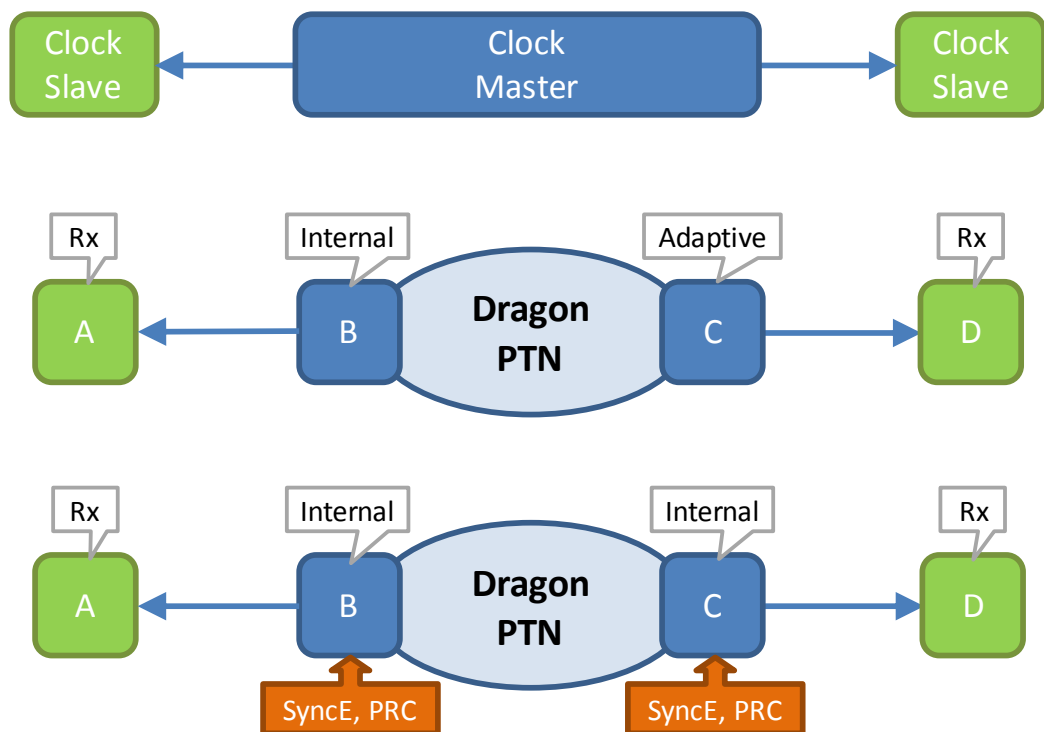 Clock
Slave
Clock
Master
Clock
Slave
Rx
Internal
Adaptive
Rx
A
B
Dragon
PTN
C
D
Rx
Internal
Internal
Rx
A
B
Dragon
PTN
C
D
SyncE, PRC
SyncE, PRC